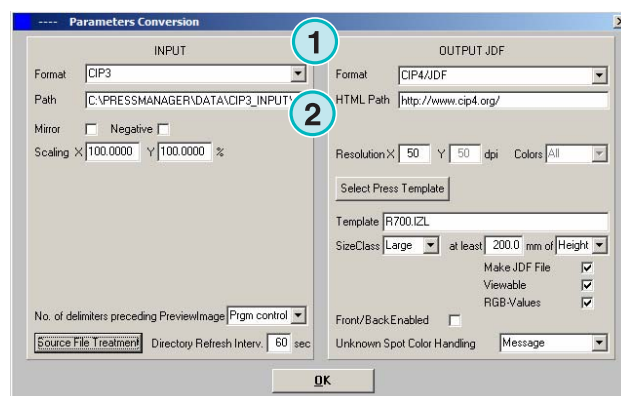 ---- Parameters Conversion
INPUT
Format CIP3
Path C:\PRESSMANAGER\DATA\CIP3_INPUT\
Mirror Negative
Scaling X 100.0000 Y 100.0000 %
No. of delimiters preceding PreviewImage Prgm control
Source File Treatment Directory Refresh Interv. 60 sec
1
2
OUTPUT JDF
Format CIP4/JDF
HTML Path http://www.cip4.org/
Resolution X 50 Y 50 dpi Colors All
Select Press Template
Template R700.IZL
SizeClass Large at least 200.0 mm of Height
Make JDF File
Viewable
RGB-Values
Front/Back Enabled
Unknown Spot Color Handling Message
OK